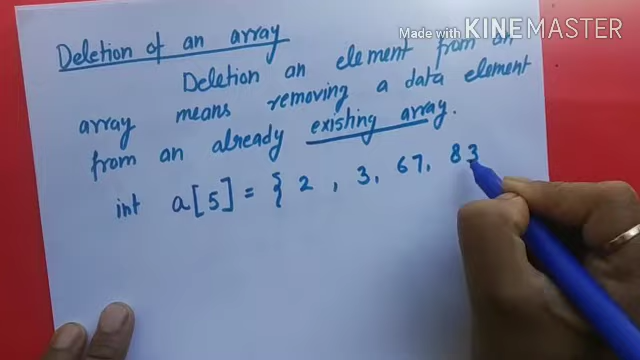 Made with KINEMASTER
Deletion of an array
Deletion an element from an
array means removing a data element
from an already existing array.
int a[5] = { 2 , 3, 67, 83